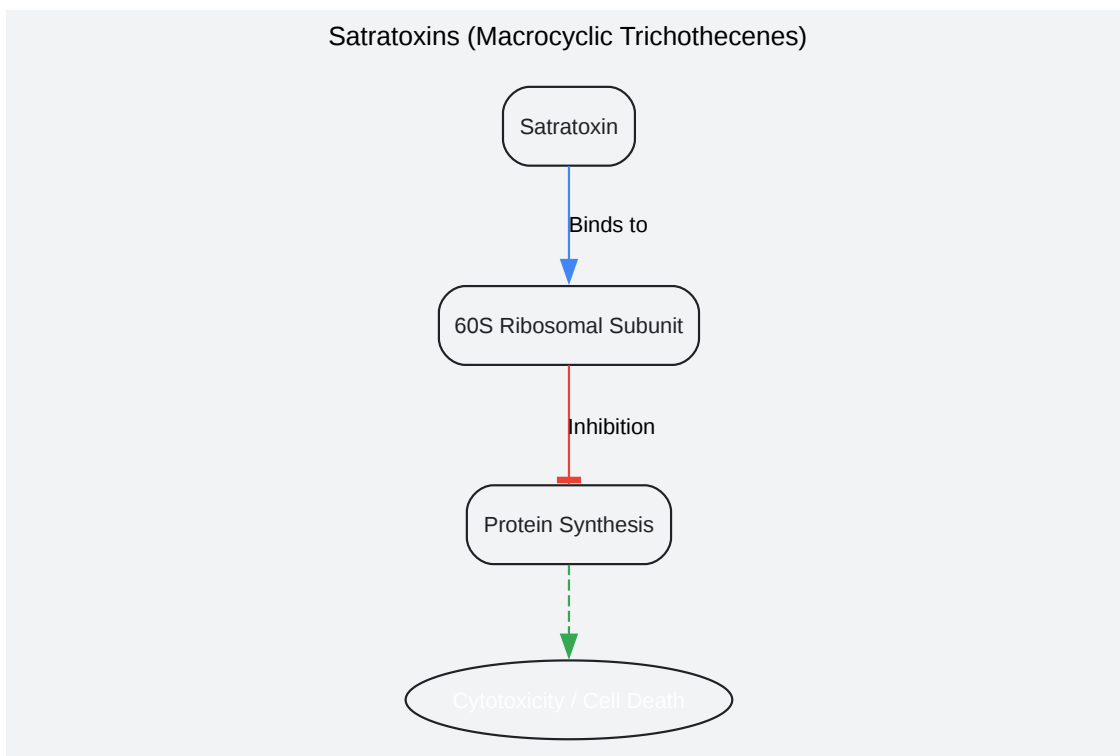 Satratoxins (Macrocyclic Trichothecenes)
Satratoxin
Binds to
60S Ribosomal Subunit
Inhibition
Protein Synthesis
Cytotoxicity / Cell Death